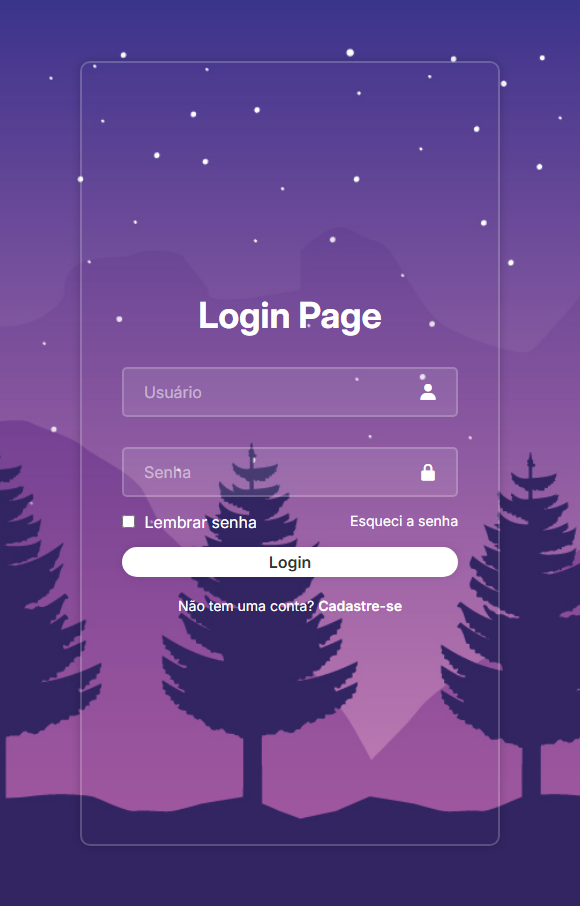 Login Page
Usuário
Senha
Lembrar senha
Esqueci a senha
Login
Não tem uma conta? Cadastre-se